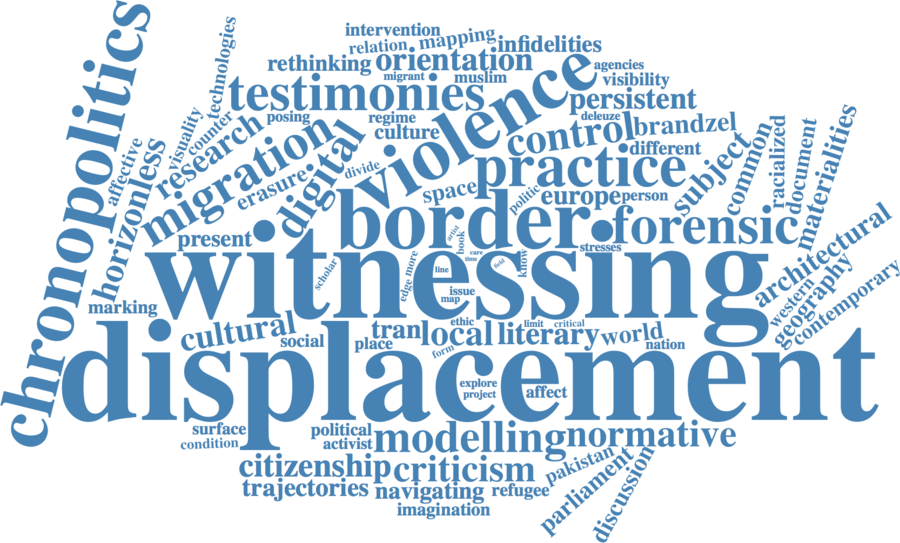 intervention
relation mapping infidelities
rethinking orientation
migrant muslim agencies
technologies
testimonies
violence
visibility
persistent
chronopolitics
visuality
counter
research
posing regime
culture
deleuze
control
brandzel
different
affective
horizonless
migration
erasure
digital
divide
space
practice
politic
europe person
subject
common
racialized
document
materialities
present
border
forensic
stresses
witnessing
artist
book
care
time
field
know
scholar
edge more
line
issue
map
architectural
western
geography
contemporary
marking
cultural
social
place
tran
local
ethic
limit critical
literary
world
nation
form
displacement
explore
project
affect
surface
condition
political
activist
modelling
normative
citizenship
criticism
trajectories
navigating
refugee
imagination
pakistan
parliament
discussion